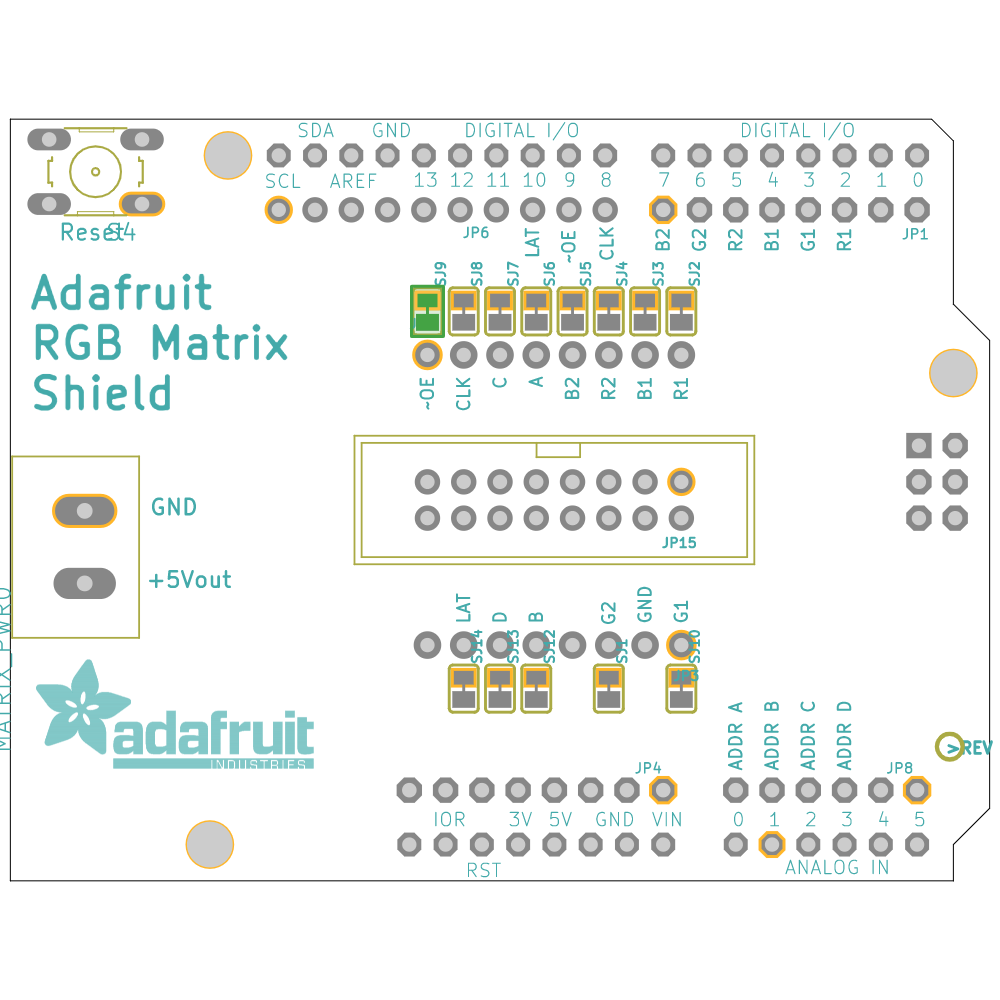 SDA GND DIGITAL I/O DIGITAL I/O
SCL AREF 13 12 11 10 9 8 7 6 5 4 3 2 1 0
Reset S4
JP6 LAT ~OE CLK B2 G2 R2 B1 G1 R1 JP1
SJ9 SJ8 SJ7 SJ6 SJ5 SJ4 SJ3 SJ2
Adafruit
RGB Matrix
Shield
~OE CLK C A B2 R2 B1 R1
GND
JP15
+5Vout
MATRIX_PWR0
LAT D B G2 GND G1
SJ14 SJ13 SJ12 SJ1 SJ10
JP3
adafruit
INDUSTRIES
ADDR A ADDR B ADDR C ADDR D
>REV
JP4 JP8
IOR 3V 5V GND VIN 0 1 2 3 4 5
RST ANALOG IN